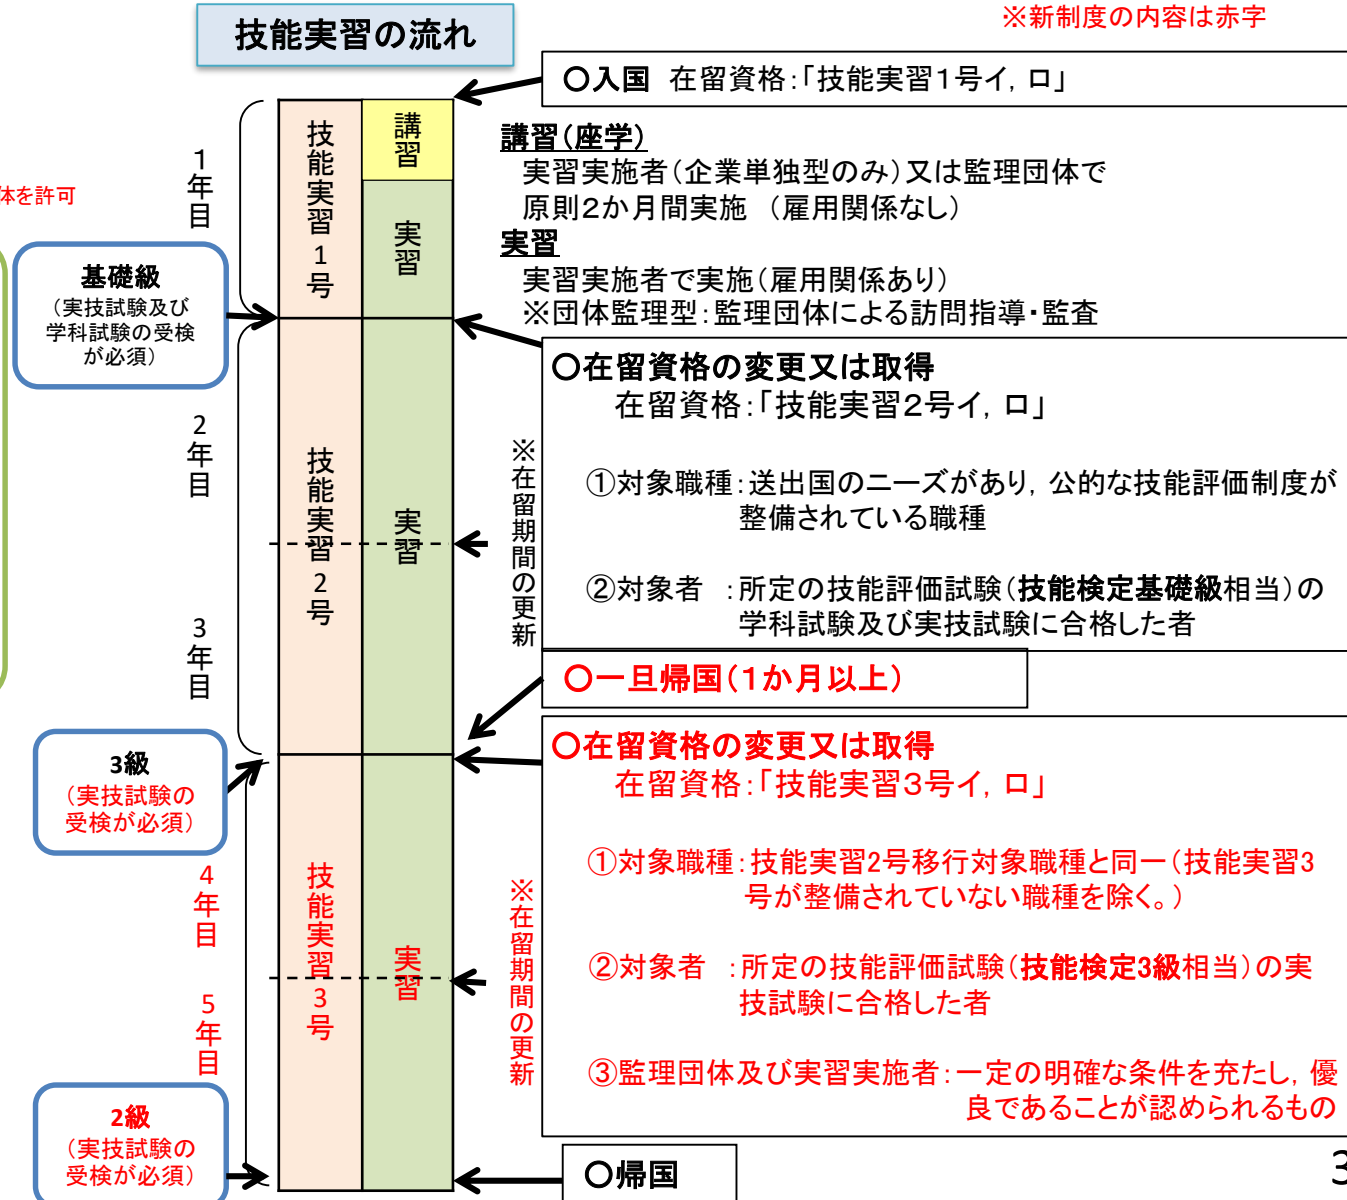 ※新制度の内容は赤字
技能実習の流れ
○入国 在留資格：「技能実習１号イ，ロ」
体を許可
１年目
技能実習１号
講習
実習
講習（座学）
実習実施者（企業単独型のみ）又は監理団体で
原則２か月間実施 （雇用関係なし）
実習
実習実施者で実施（雇用関係あり）
※団体監理型：監理団体による訪問指導・監査
基礎級
（実技試験及び
学科試験の受検
が必須）
２年目
３年目
技能実習２号
実習
※在留期間の更新
○在留資格の変更又は取得
在留資格：「技能実習２号イ，ロ」
①対象職種：送出国のニーズがあり，公的な技能評価制度が
整備されている職種
②対象者 ：所定の技能評価試験（技能検定基礎級相当）の
学科試験及び実技試験に合格した者
○一旦帰国（１か月以上）
3級
（実技試験の
受検が必須）
４年目
５年目
技能実習３号
実習
※在留期間の更新
○在留資格の変更又は取得
在留資格：「技能実習３号イ，ロ」
①対象職種：技能実習2号移行対象職種と同一（技能実習3
号が整備されていない職種を除く。）
②対象者 ：所定の技能評価試験（技能検定3級相当）の実
技試験に合格した者
③監理団体及び実習実施者：一定の明確な条件を充たし，優
良であることが認められるもの
2級
（実技試験の
受検が必須）
○帰国
3